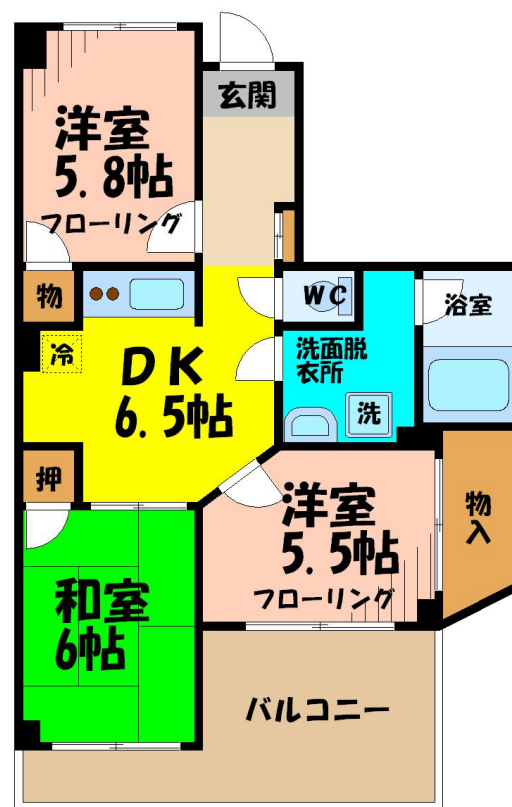 玄関
洋室
5.8帖
フローリング
物
冷
DK
6.5帖
WC
洗面脱
衣所
洗
浴室
押
洋室
5.5帖
フローリング
物
入
和室
6帖
バルコニー